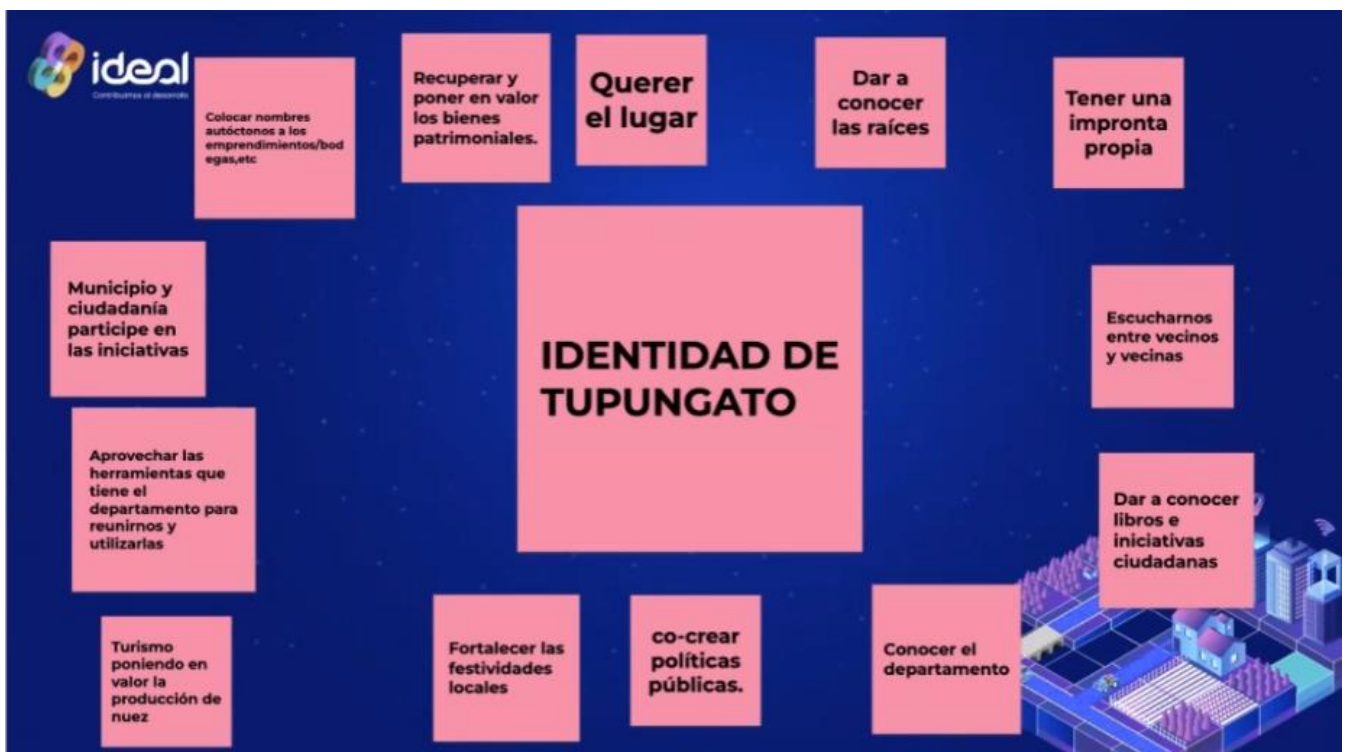 ideal
Contribuimos al desarrollo
Colocar nombres
autóctonos a los
emprendimientos/bod
egas,etc
Recuperar y
poner en valor
los bienes
patrimoniales.
Querer
el lugar
Dar a
conocer
las raíces
Tener una
impronta
propia
Municipio y
ciudadanía
participe en
las iniciativas
IDENTIDAD DE
TUPUNGATO
Escucharnos
entre vecinos
y vecinas
Aprovechar las
herramientas que
tiene el
departamento para
reunirnos y
utilizarlas
Dar a conocer
libros e
iniciativas
ciudadanas
Turismo
poniendo en
valor la
producción de
nuez
Fortalecer las
festividades
locales
co-crear
políticas
públicas.
Conocer el
departamento